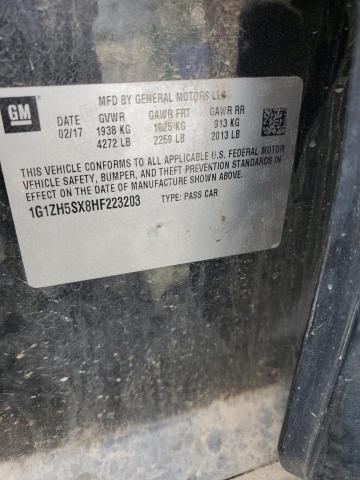 GM
MFD BY GENERAL MOTORS LLC
DATE GVWR GAWR FRT GAWR RR
02/17 1938 KG 1025 KG 913 KG
4272 LB 2259 LB 2013 LB
THIS VEHICLE CONFORMS TO ALL APPLICABLE U.S. FEDERAL MOTOR
VEHICLE SAFETY, BUMPER, AND THEFT PREVENTION STANDARDS IN
EFFECT ON THE DATE OF MANUFACTURE SHOWN ABOVE.
1G1ZH5SX8HF223203 TYPE: PASS CAR